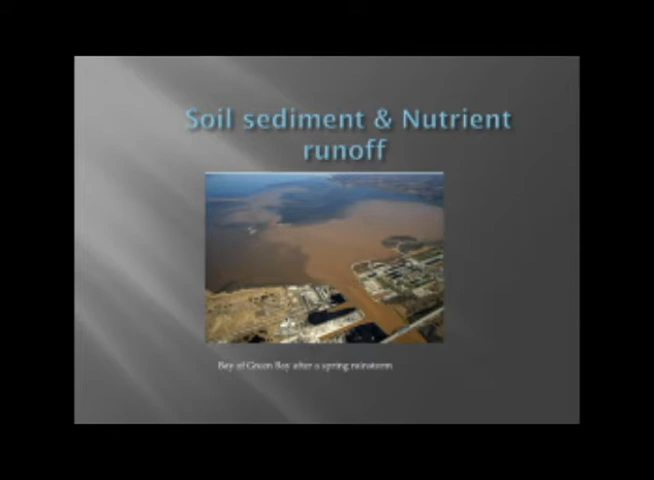 Soil sediment & Nutrient
runoff
Bay of Green Bay after a spring rainstorm